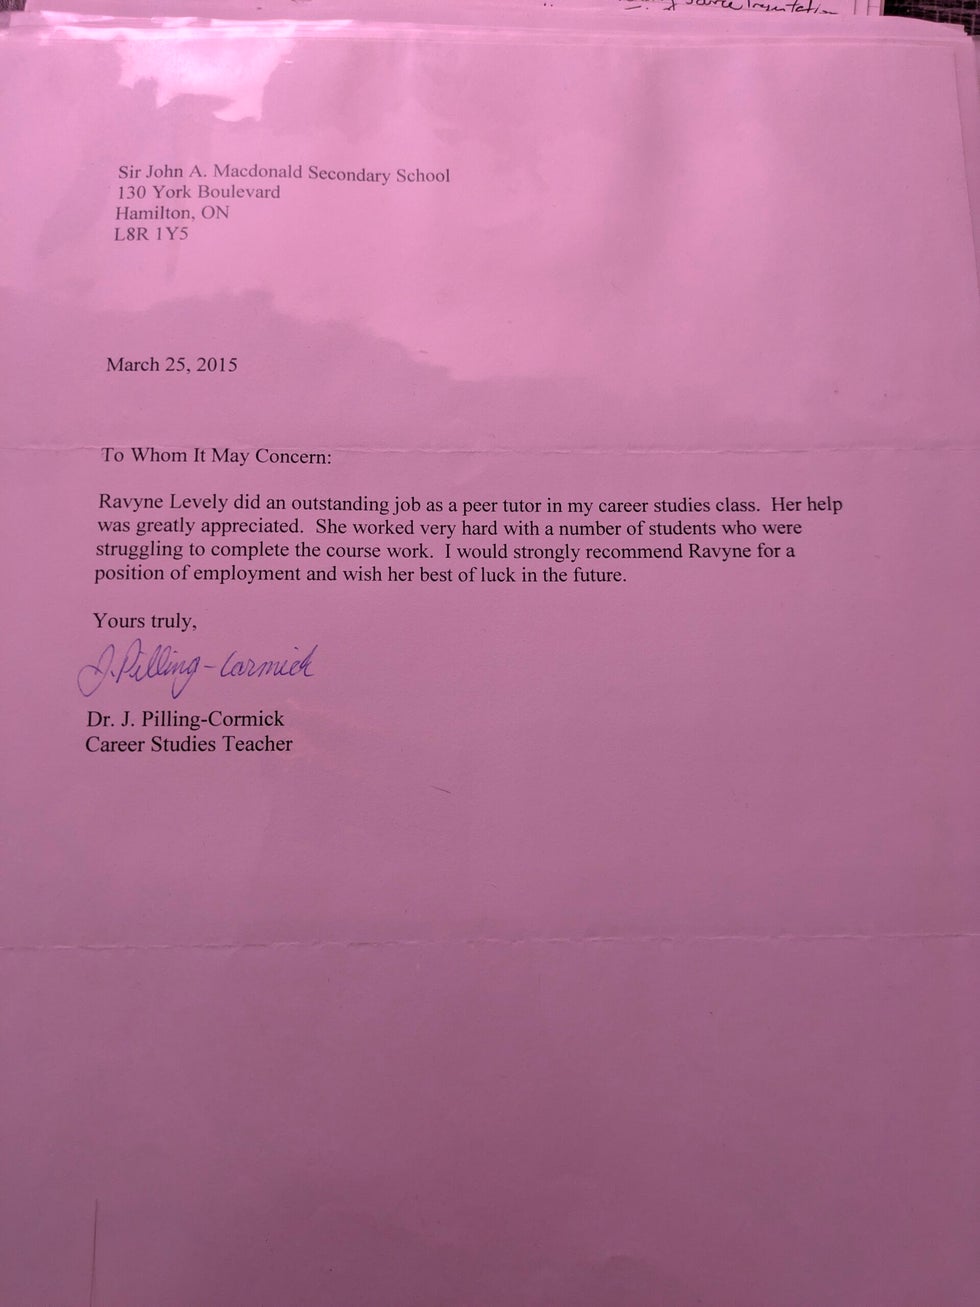 Presentation
Sir John A. Macdonald Secondary School
130 York Boulevard
Hamilton, ON
L8R 1Y5
March 25, 2015
To Whom It May Concern:
Ravyne Levely did an outstanding job as a peer tutor in my career studies class. Her help
was greatly appreciated. She worked very hard with a number of students who were
struggling to complete the course work. I would strongly recommend Ravyne for a
position of employment and wish her best of luck in the future.
Yours truly,
J. Pilling-Cormick
Dr. J. Pilling-Cormick
Career Studies Teacher